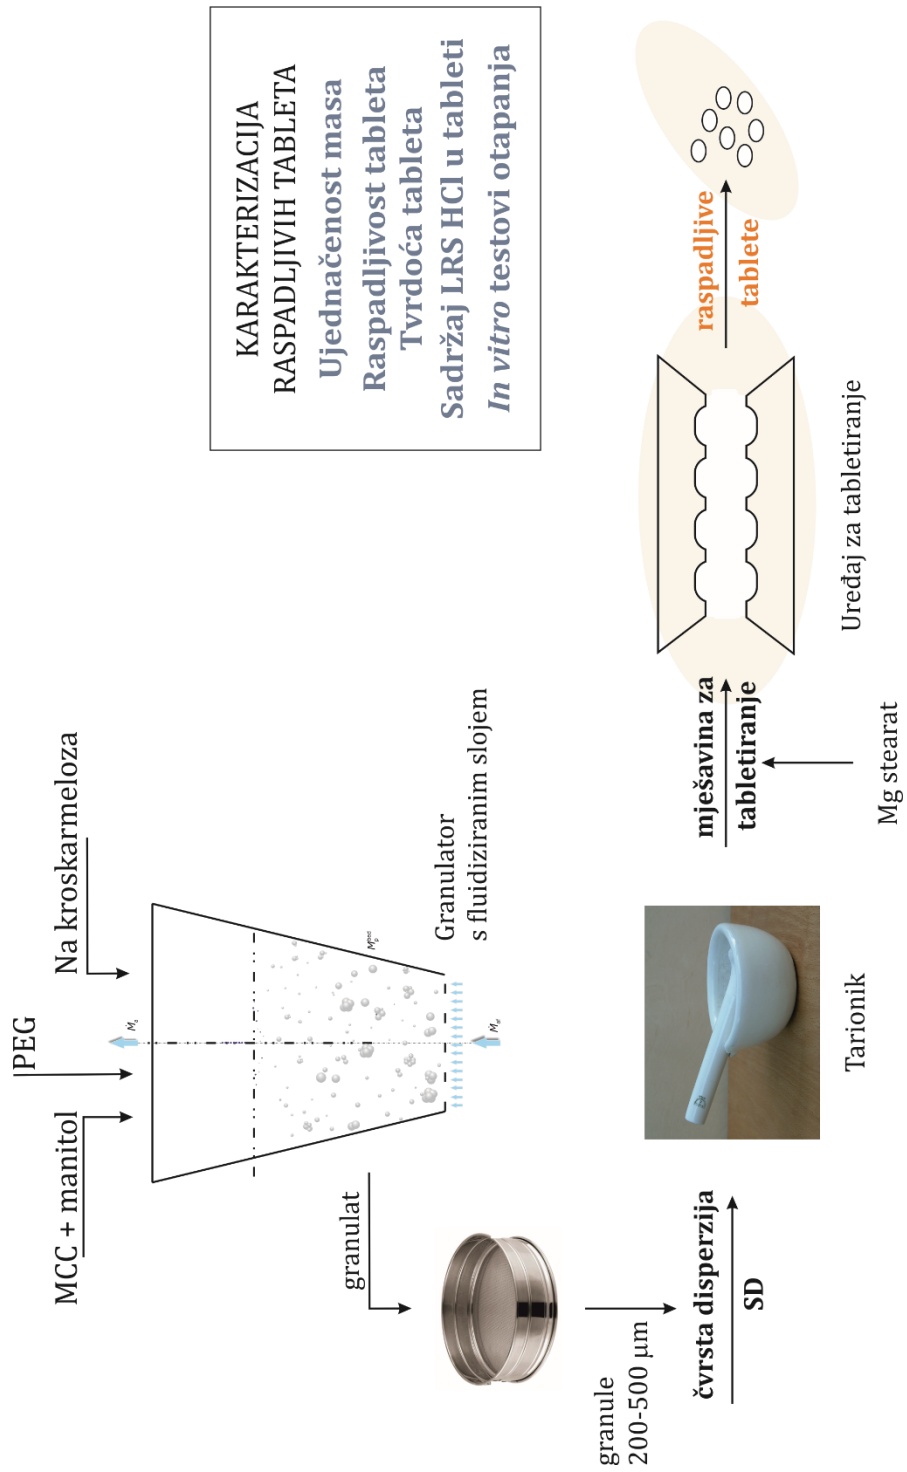 MCC + manitol
PEG
Na kroskarmeloza
granulat
Granulator
s fluidiziranim slojem
granule
200-500 μm
čvrsta disperzija
SD
Tarionik
mješavina za
tabletiranje
Mg stearat
Uređaj za tabletiranje
raspadljive
tablete
KARAKTERIZACIJA
RASPADLJIVIH TABLETA
Ujednačenost masa
Raspadljivost tableta
Tvrdoća tableta
Sadržaj LRS HCl u tableti
In vitro testovi otapanja